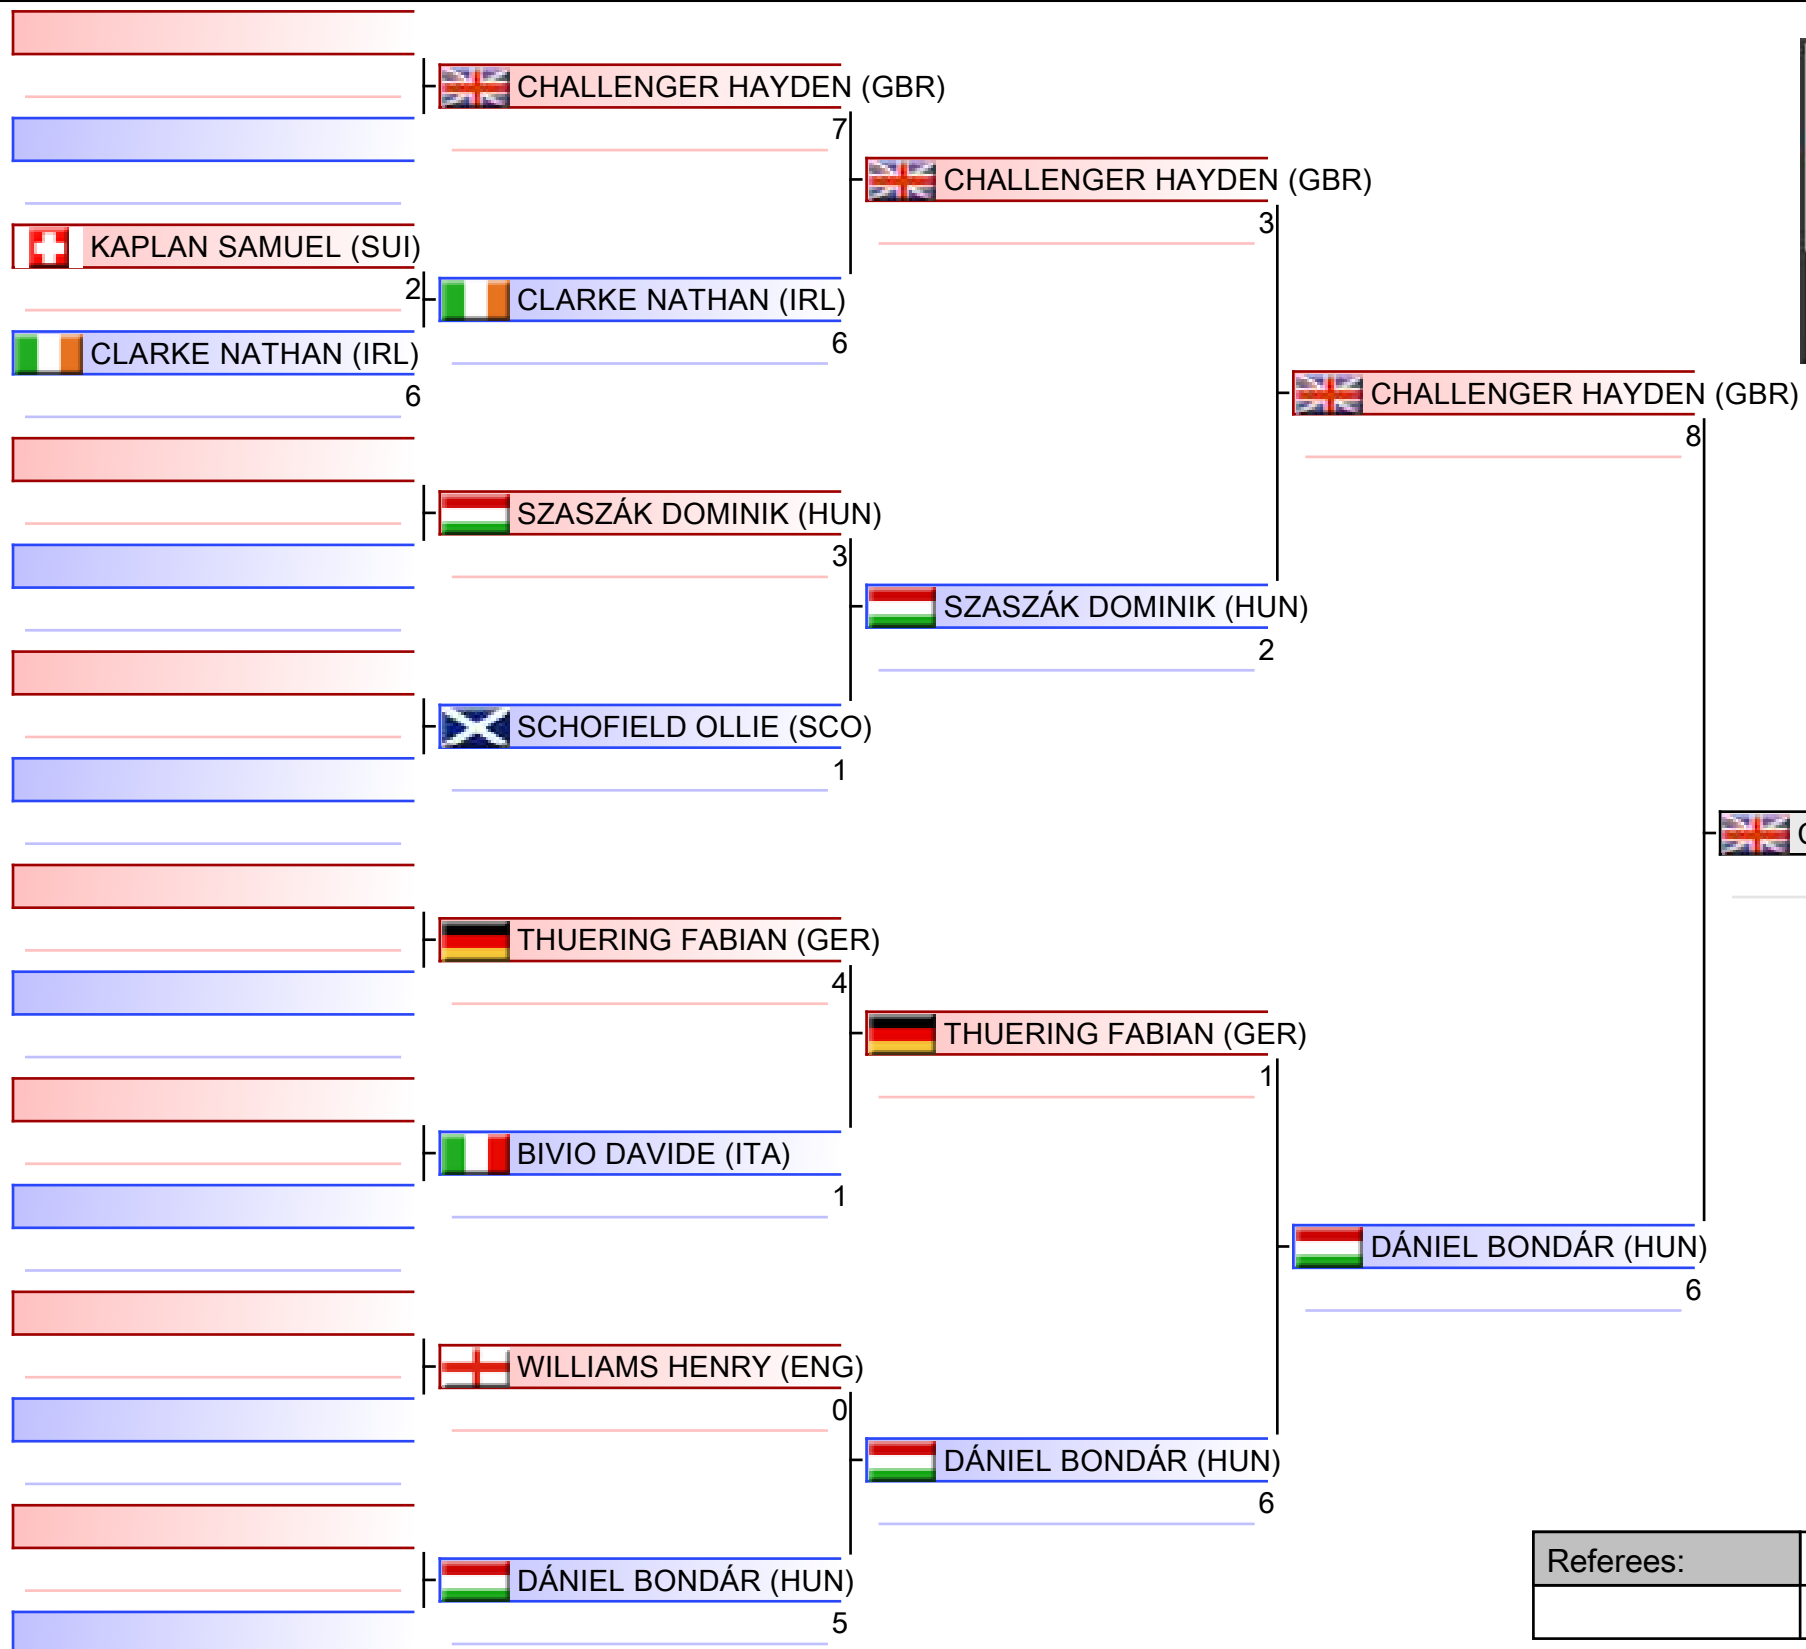 CHALLENGER HAYDEN (GBR)
7
CHALLENGER HAYDEN (GBR)
3
KAPLAN SAMUEL (SUI)
2
CLARKE NATHAN (IRL)
6
CLARKE NATHAN (IRL)
6
CHALLENGER HAYDEN (GBR)
8
SZASZÁK DOMINIK (HUN)
3
SZASZÁK DOMINIK (HUN)
2
SCHOFIELD OLLIE (SCO)
1
THUERING FABIAN (GER)
4
THUERING FABIAN (GER)
1
BIVIO DAVIDE (ITA)
1
DÁNIEL BONDÁR (HUN)
6
WILLIAMS HENRY (ENG)
0
DÁNIEL BONDÁR (HUN)
6
DÁNIEL BONDÁR (HUN)
5
Referees: